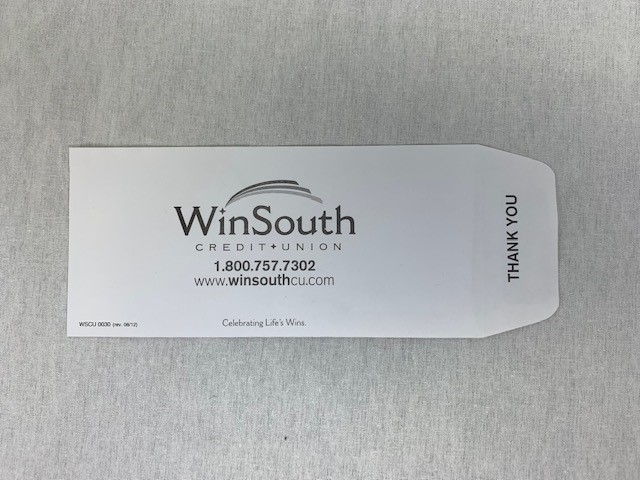 WinSouth
CREDIT+UNION
1.800.757.7302
www.winsouthcu.com
WSCU 0030 (rev. 08/12)
Celebrating Life's Wins.
THANK YOU